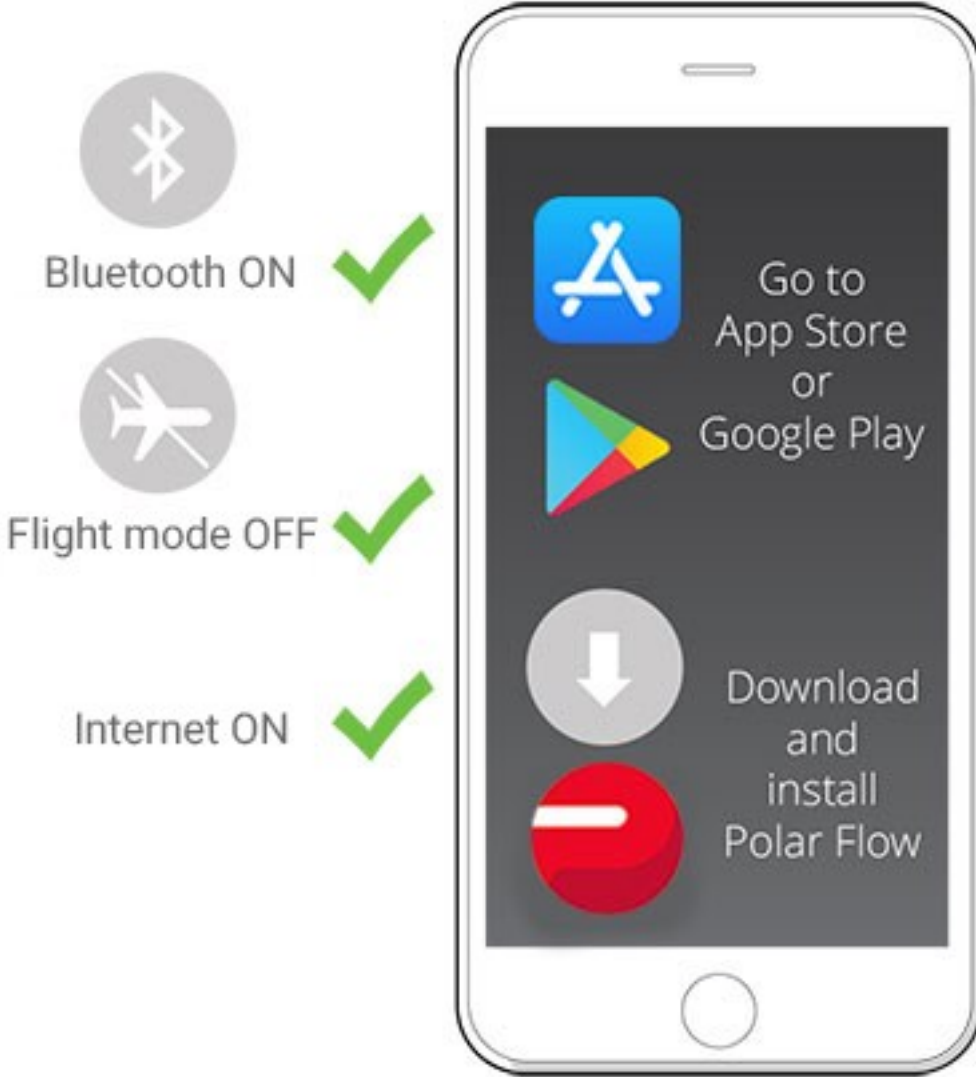 Bluetooth ON
Flight mode OFF
Internet ON
Go to
App Store
or
Google Play
Download
and
install
Polar Flow